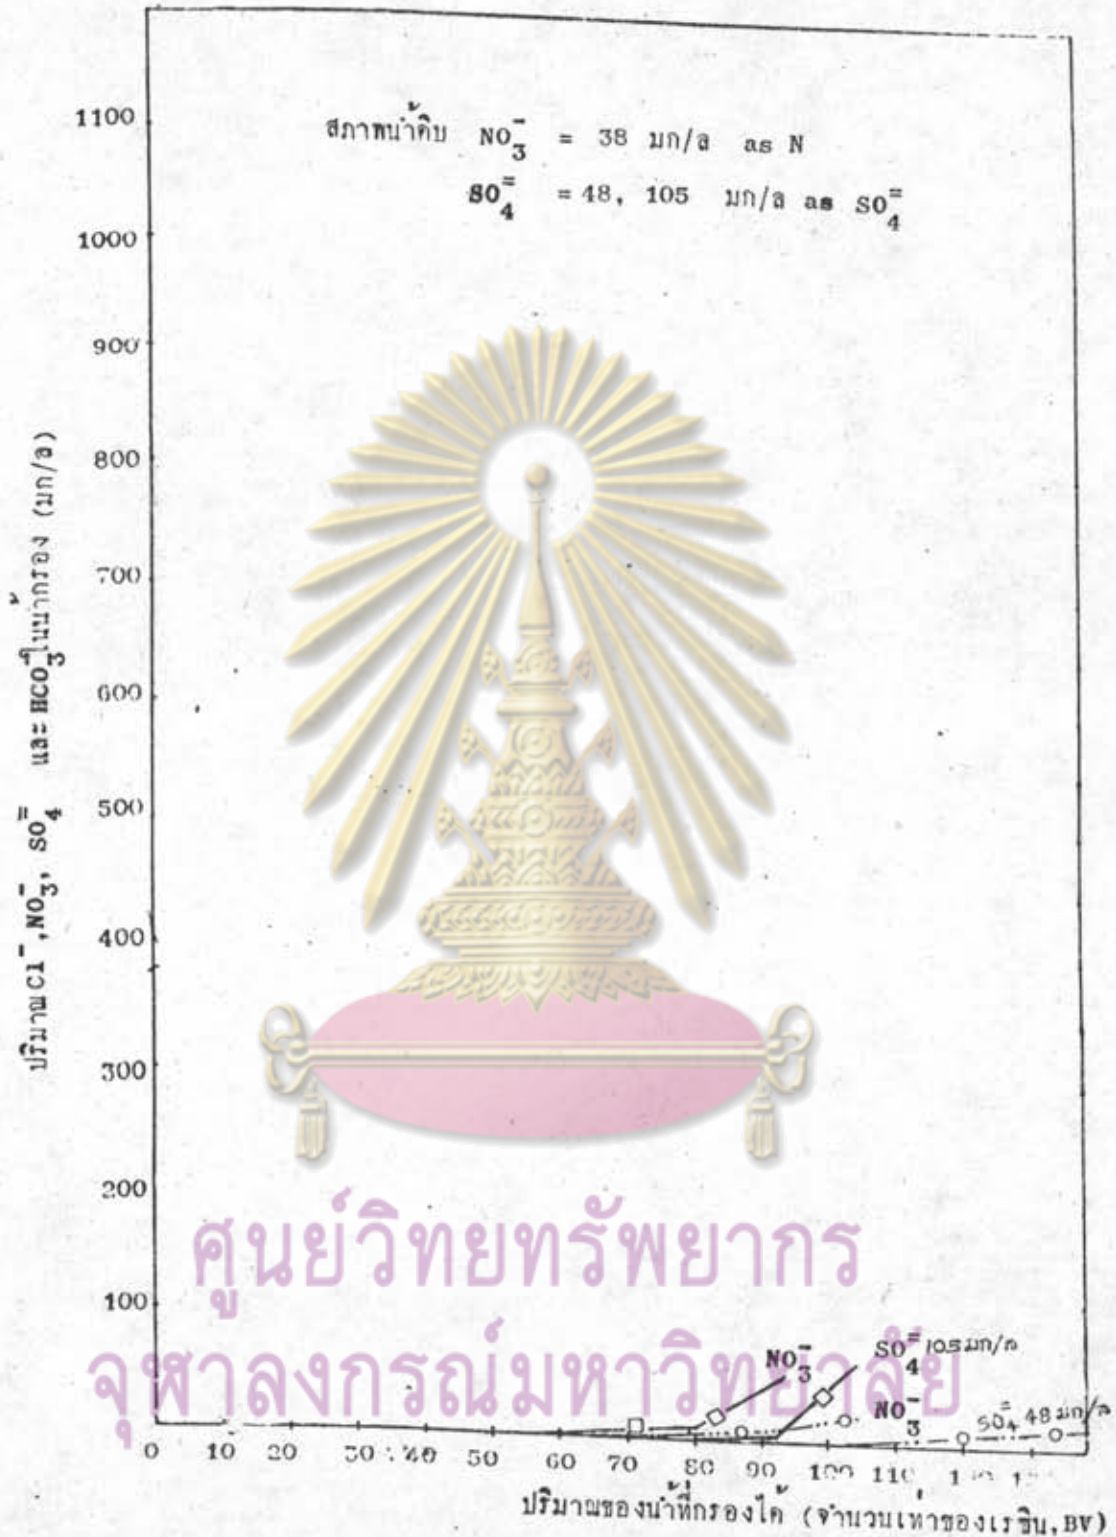 สภาพน้ำดิบ NO₃⁻ = 38 มก/ล as N
SO₄⁼ = 48, 105 มก/ล as SO₄⁼
1100
1000
900
800
700
600
500
400
300
200
100
0
ปริมาณ Cl⁻, NO₃⁻, SO₄⁼ และ HCO₃⁻ ในน้ำกรอง (มก/ล)
ศูนย์วิทยทรัพยากร
จุฬาลงกรณ์มหาวิทยาลัย
NO₃⁻
SO₄⁼ 105 มก/ล
NO₃⁻
SO₄⁼ 48 มก/ล
0 10 20 30 40 50 60 70 80 90 100 110
ปริมาณของน้ำที่กรองได้ (จำนวนเท่าของเรซิน, BV)